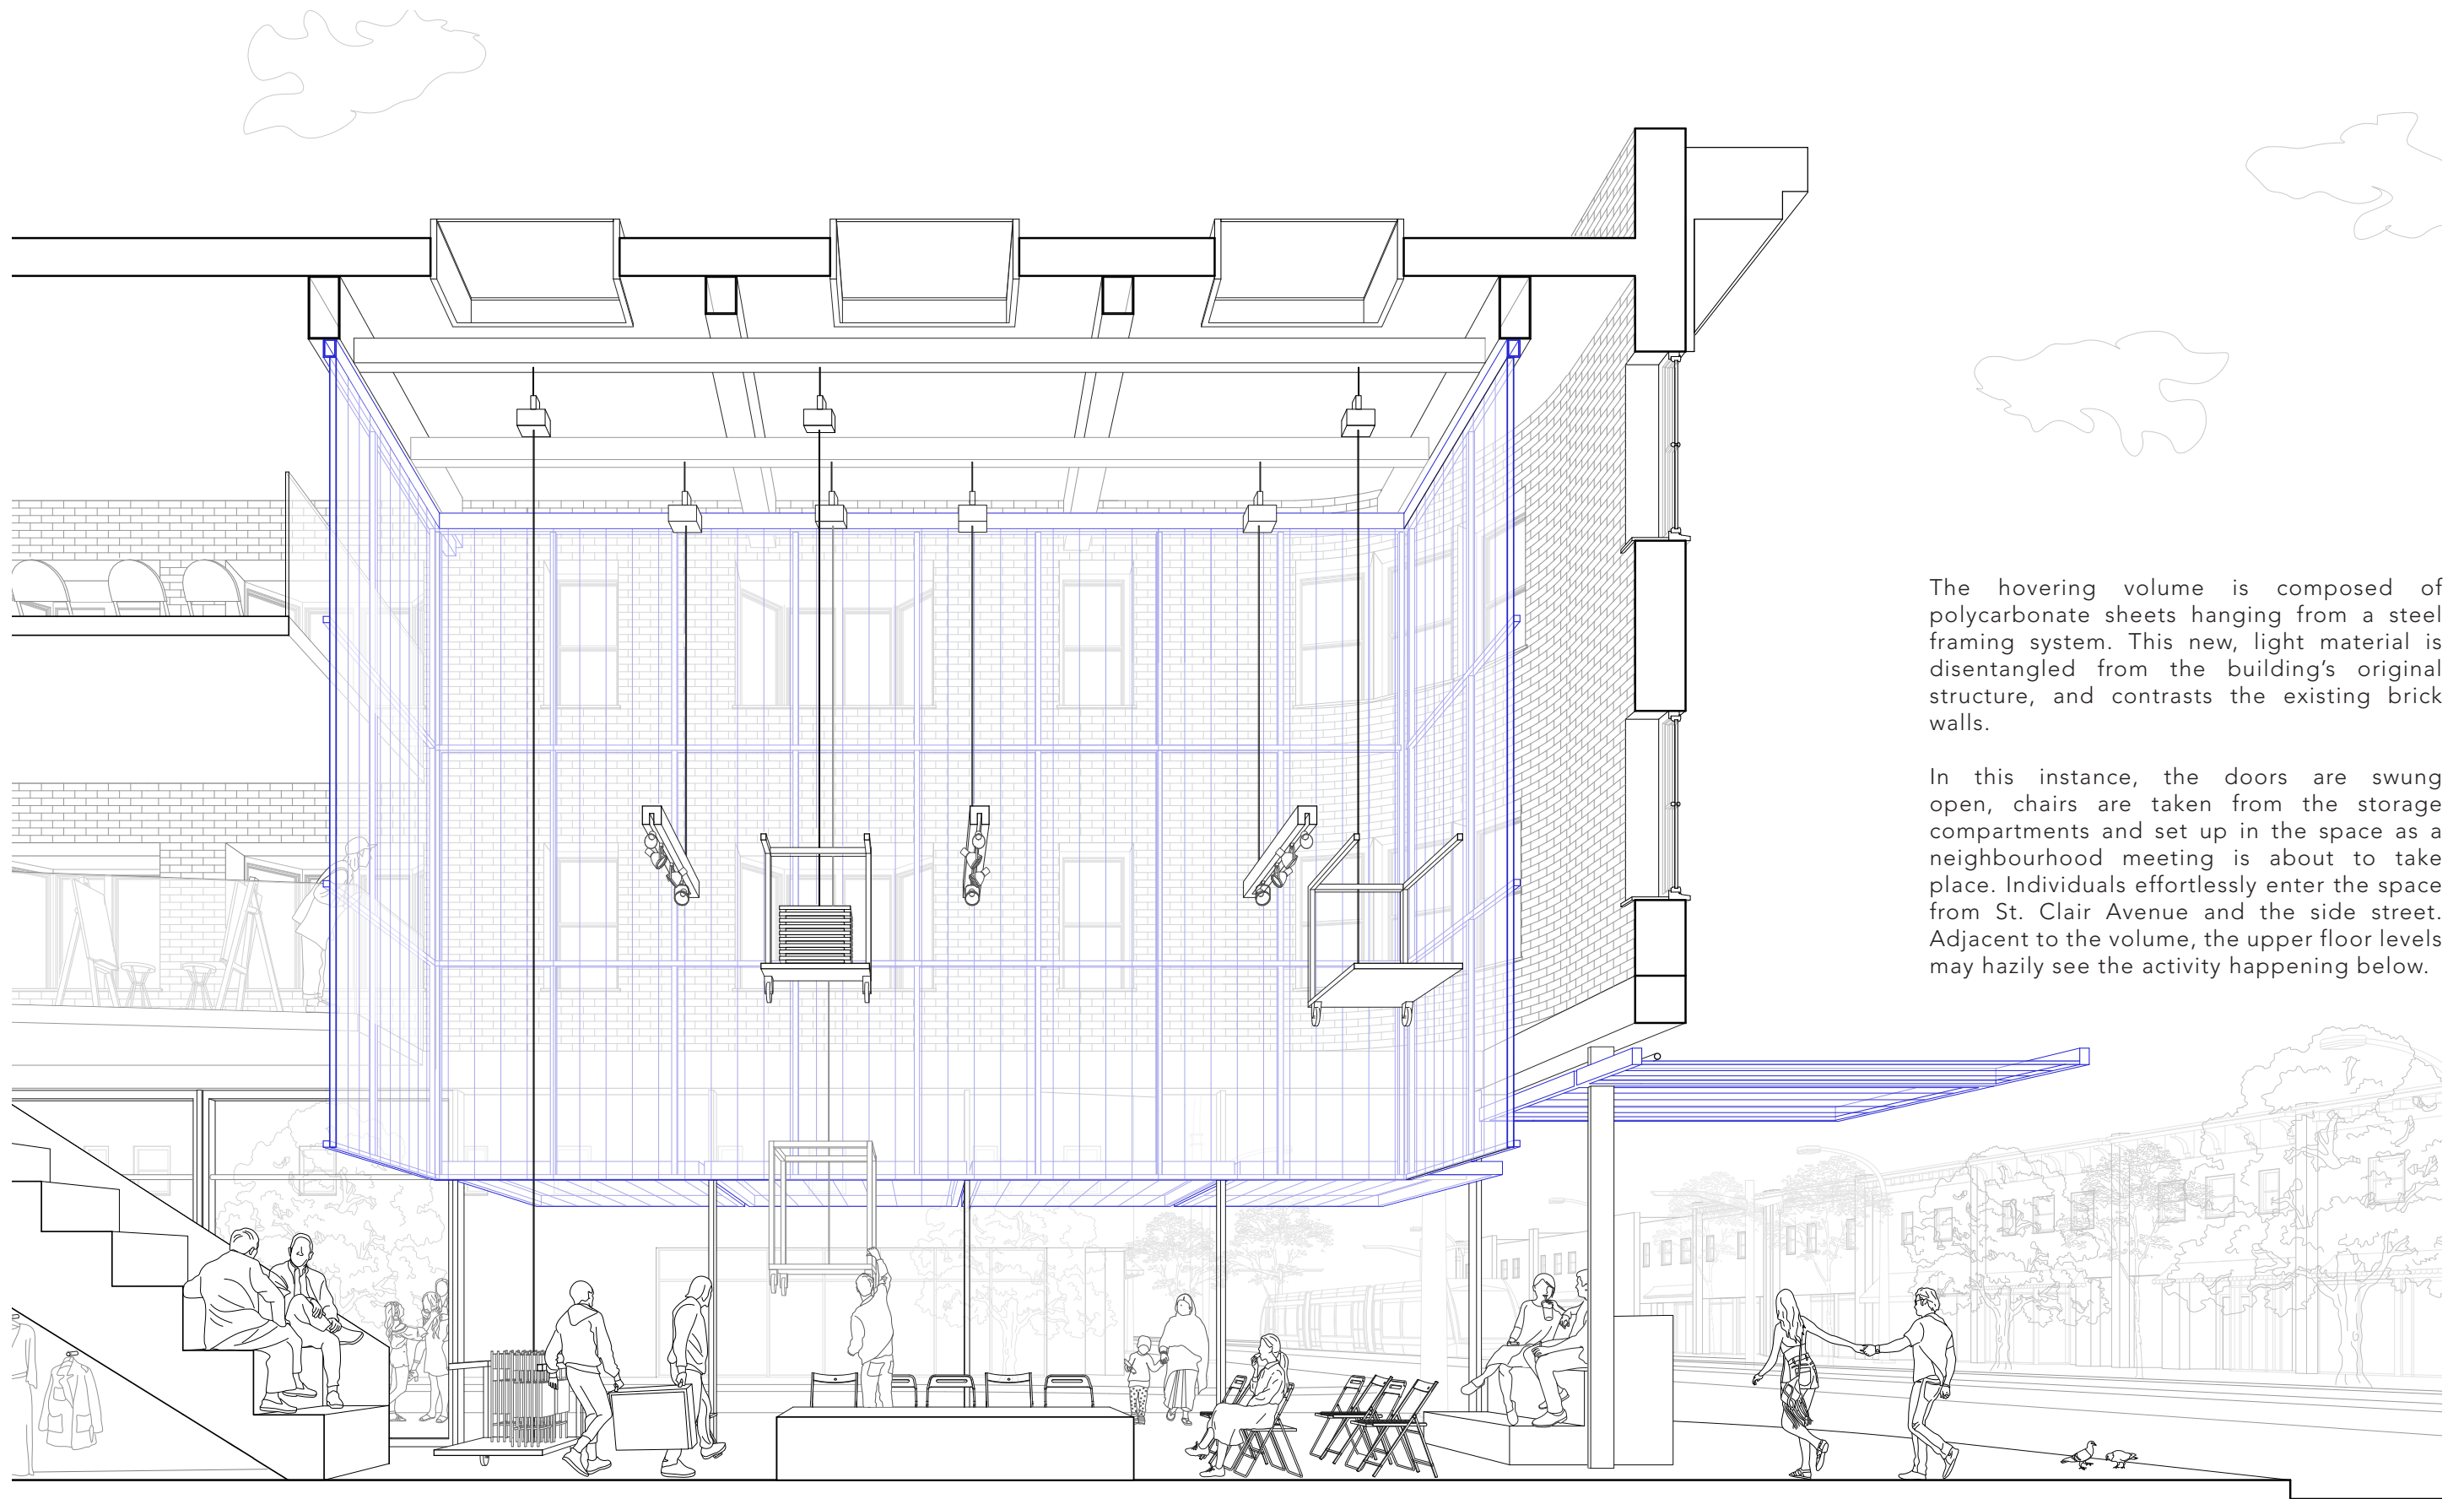 The hovering volume is composed of
polycarbonate sheets hanging from a steel
framing system. This new, light material is
disentangled from the building's original
structure, and contrasts the existing brick
walls.
In this instance, the doors are swung
open, chairs are taken from the storage
compartments and set up in the space as a
neighbourhood meeting is about to take
place. Individuals effortlessly enter the space
from St. Clair Avenue and the side street.
Adjacent to the volume, the upper floor levels
may hazily see the activity happening below.